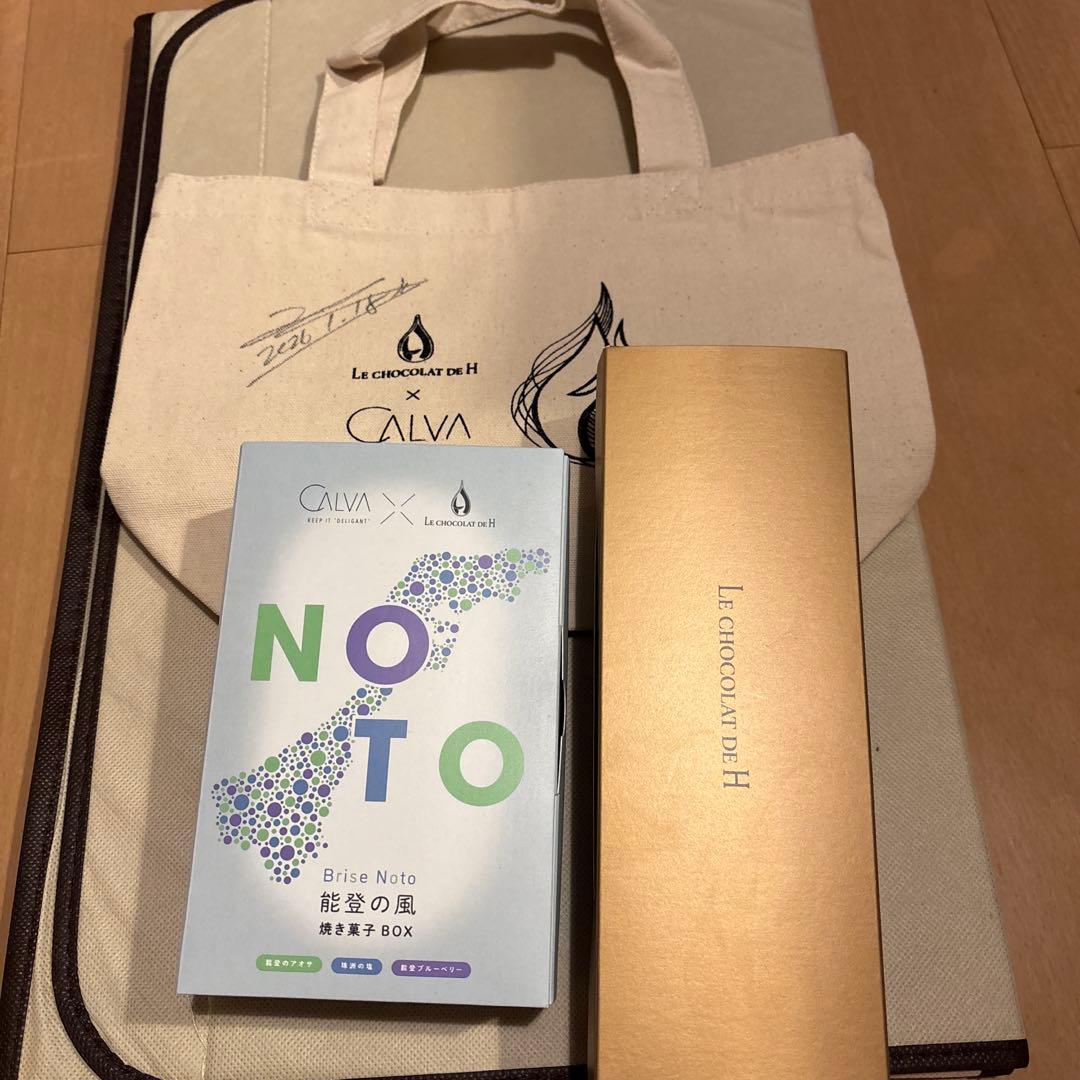 2026.1.18
LE CHOCOLAT DE H
×
CALVA
CALVA
KEEP IT "DELIGANT"
LE CHOCOLAT DE H
NO
TO
Brise Noto
能登の風
焼き菓子 BOX
能登のアオサ
珠洲の塩
能登ブルーベリー
LE CHOCOLAT DE H